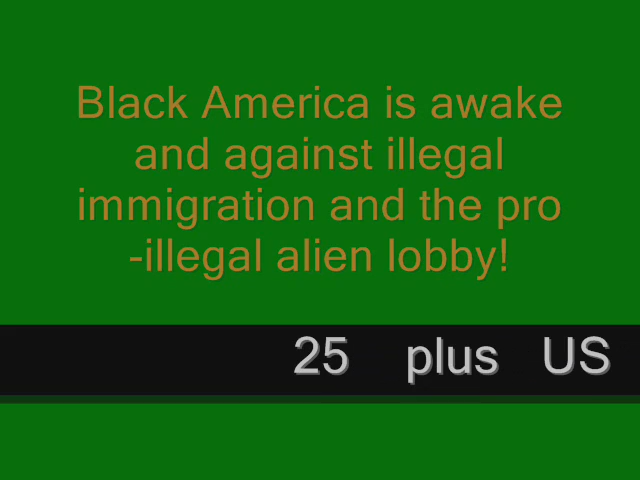 Black America is awake
and against illegal
immigration and the pro
-illegal alien lobby!
25 plus US